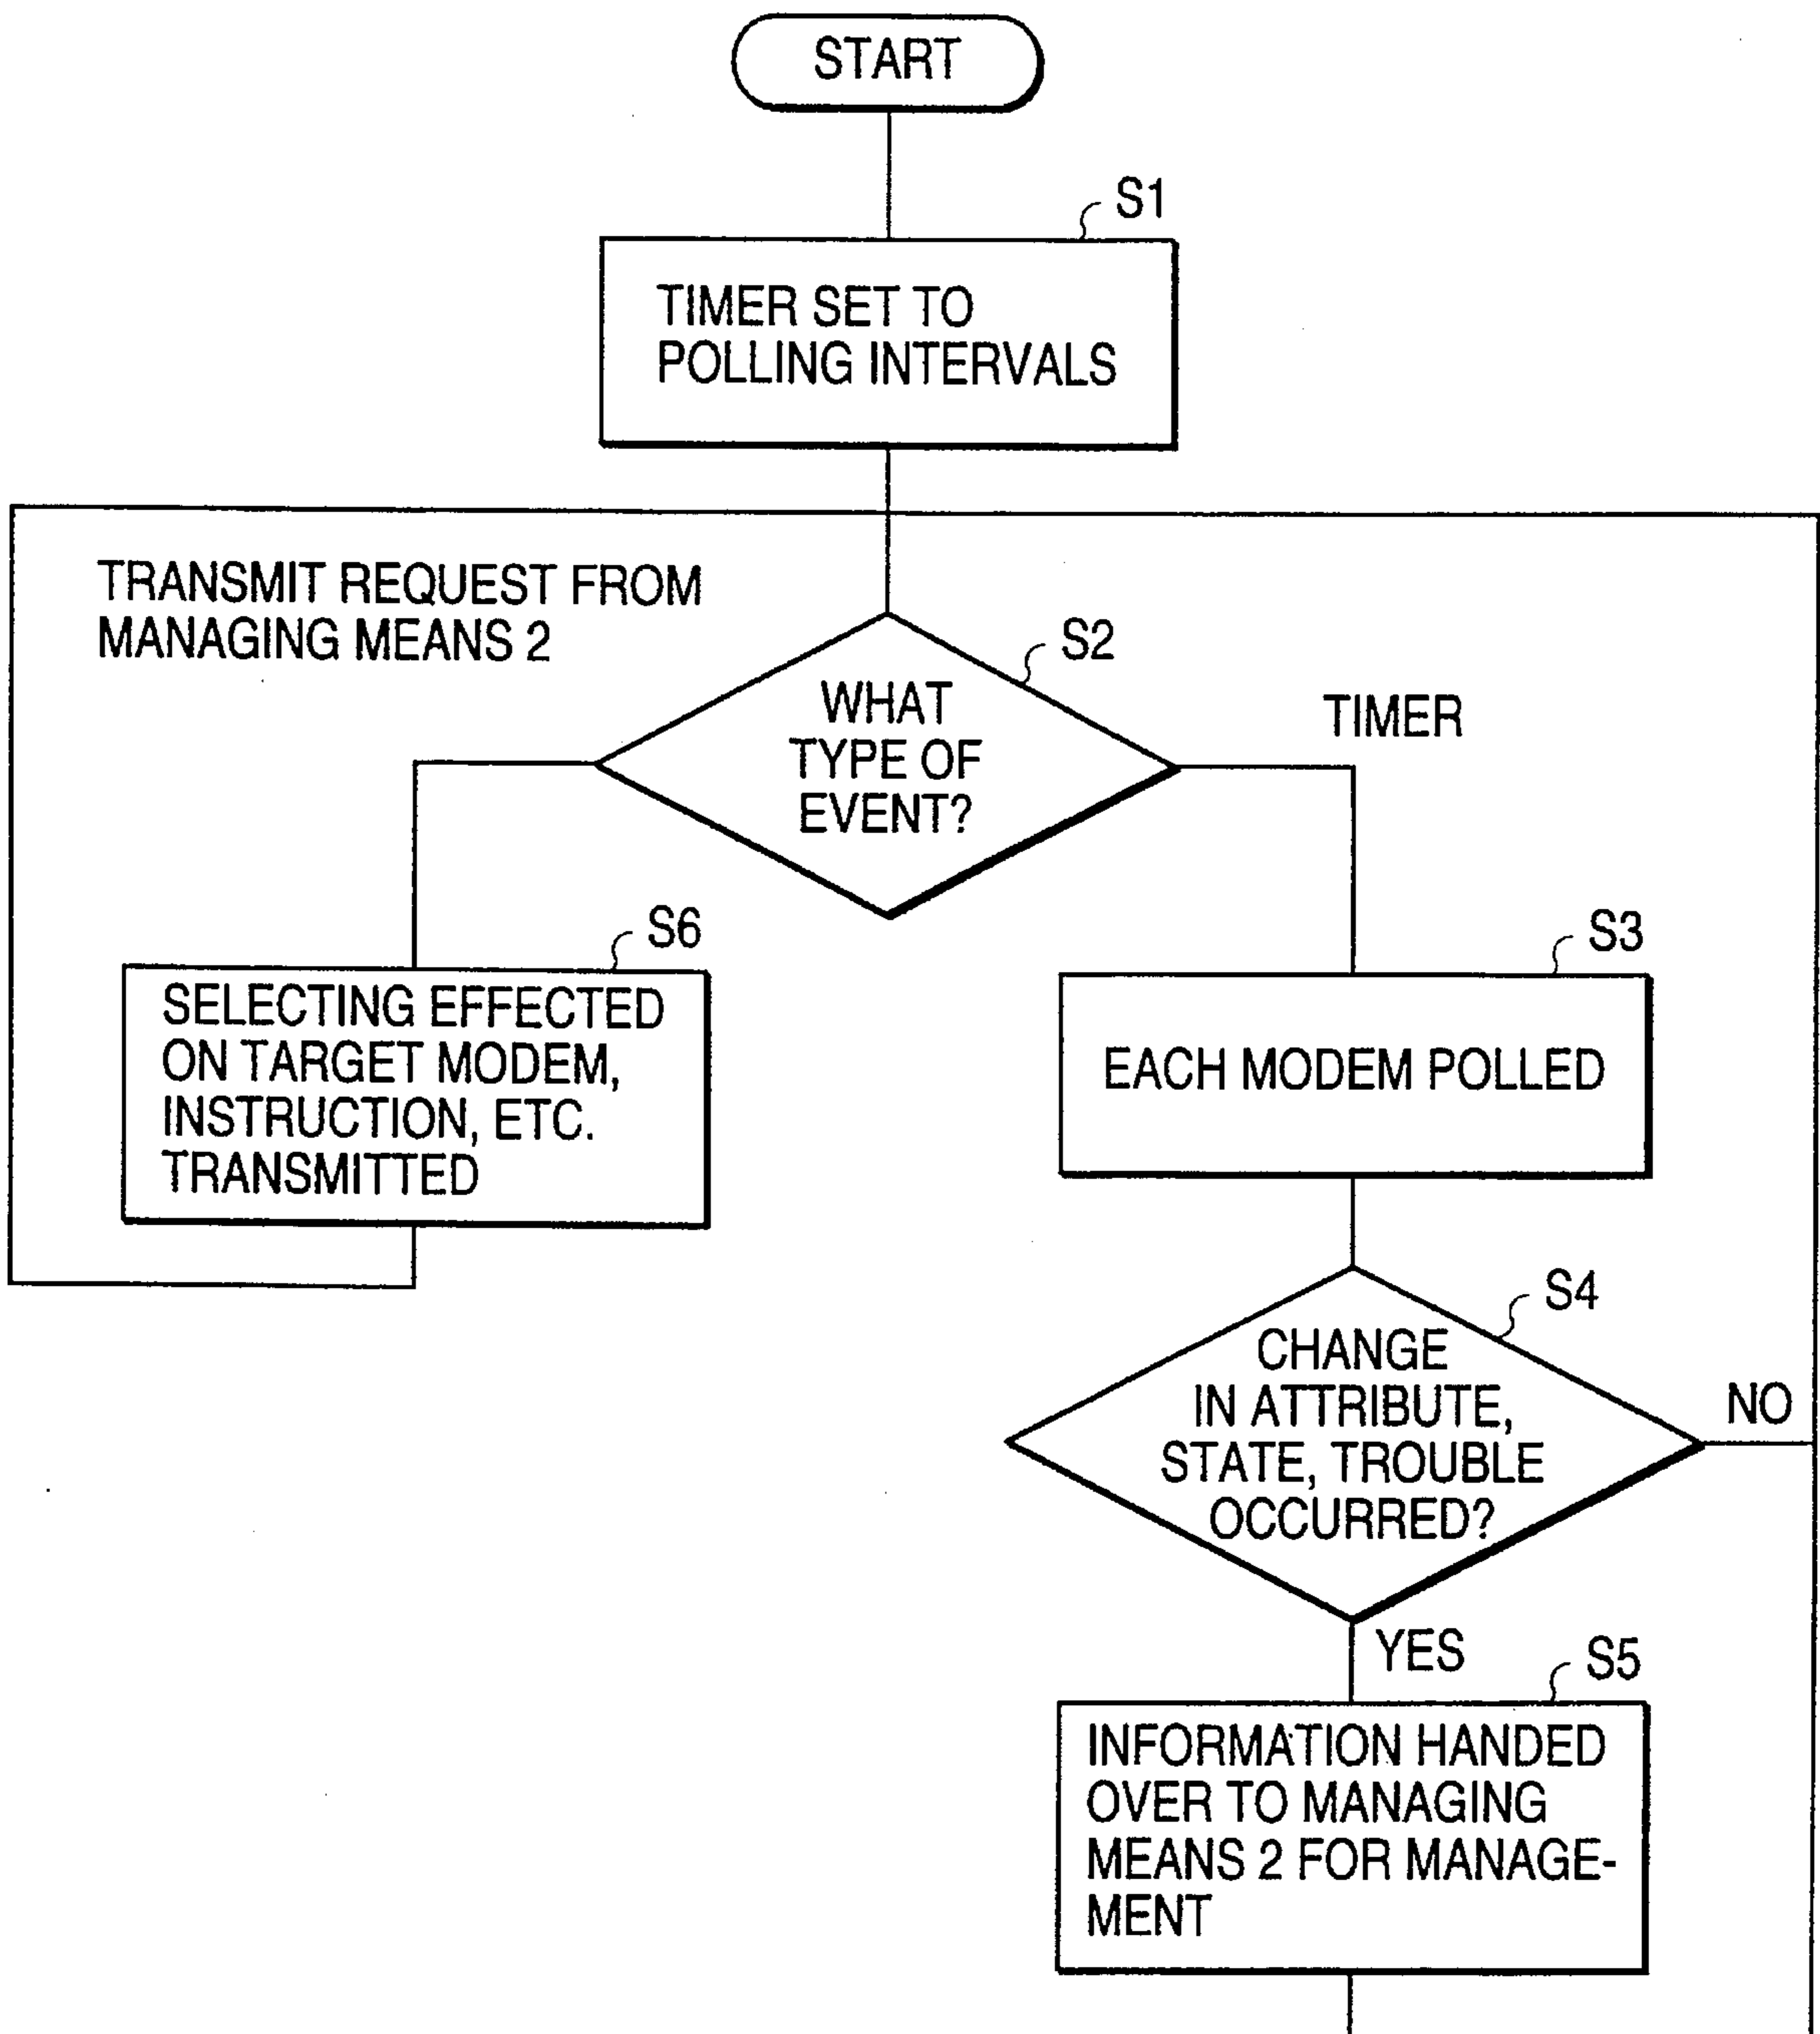 START
S1
TIMER SET TO
POLLING INTERVALS
TRANSMIT REQUEST FROM
MANAGING MEANS 2
S2
WHAT
TYPE OF
EVENT?
TIMER
S6
SELECTING EFFECTED
ON TARGET MODEM,
INSTRUCTION, ETC.
TRANSMITTED
S3
EACH MODEM POLLED
S4
CHANGE
IN ATTRIBUTE,
STATE, TROUBLE
OCCURRED?
NO
YES
S5
INFORMATION HANDED
OVER TO MANAGING
MEANS 2 FOR MANAGE-
MENT